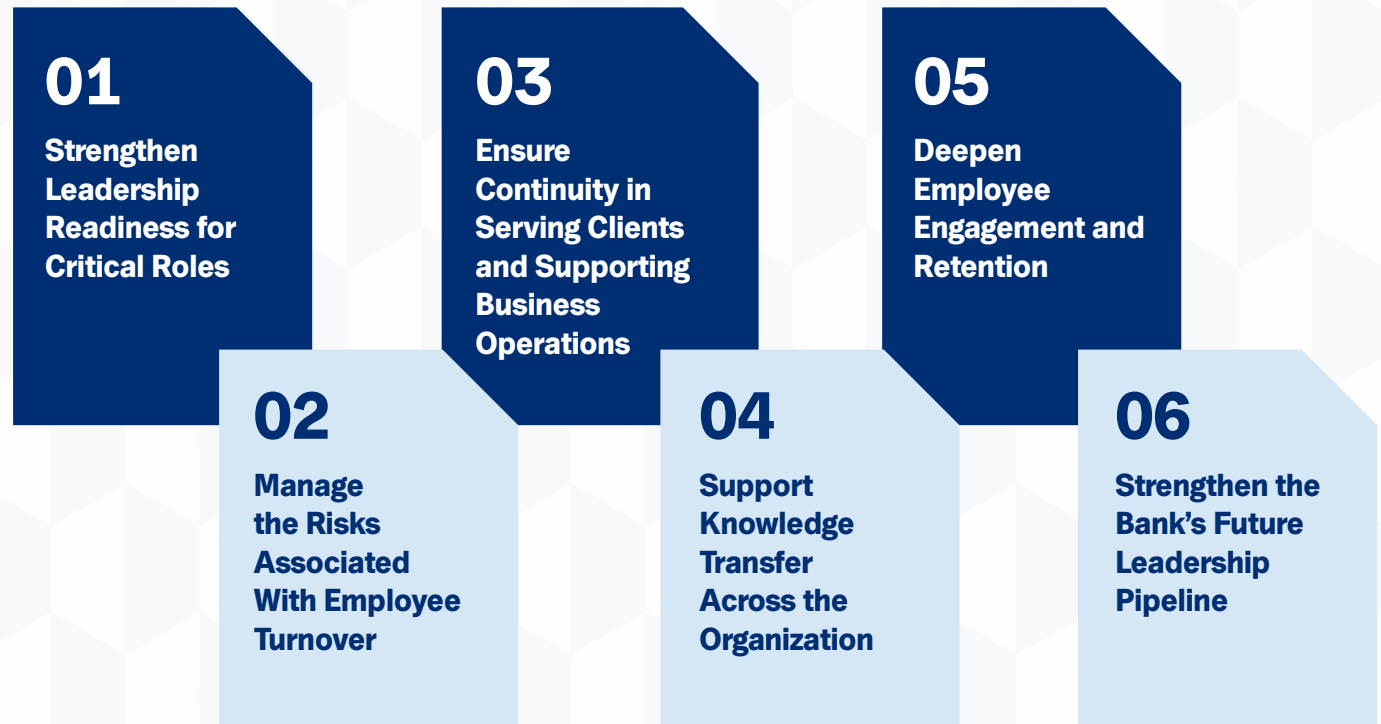 01
Strengthen
Leadership
Readiness for
Critical Roles
02
Manage
the Risks
Associated
With Employee
Turnover
03
Ensure
Continuity in
Serving Clients
and Supporting
Business
Operations
04
Support
Knowledge
Transfer
Across the
Organization
05
Deepen
Employee
Engagement and
Retention
06
Strengthen the
Bank’s Future
Leadership
Pipeline